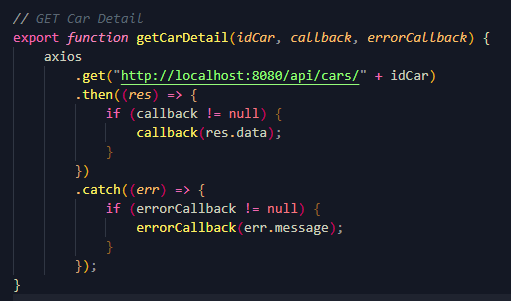 // GET Car Detail
export function getCarDetail(idCar, callback, errorCallback) {
    axios
        .get("http://localhost:8080/api/cars/" + idCar)
        .then((res) => {
            if (callback != null) {
                callback(res.data);
            }
        })
        .catch((err) => {
            if (errorCallback != null) {
                errorCallback(err.message);
            }
        });
}